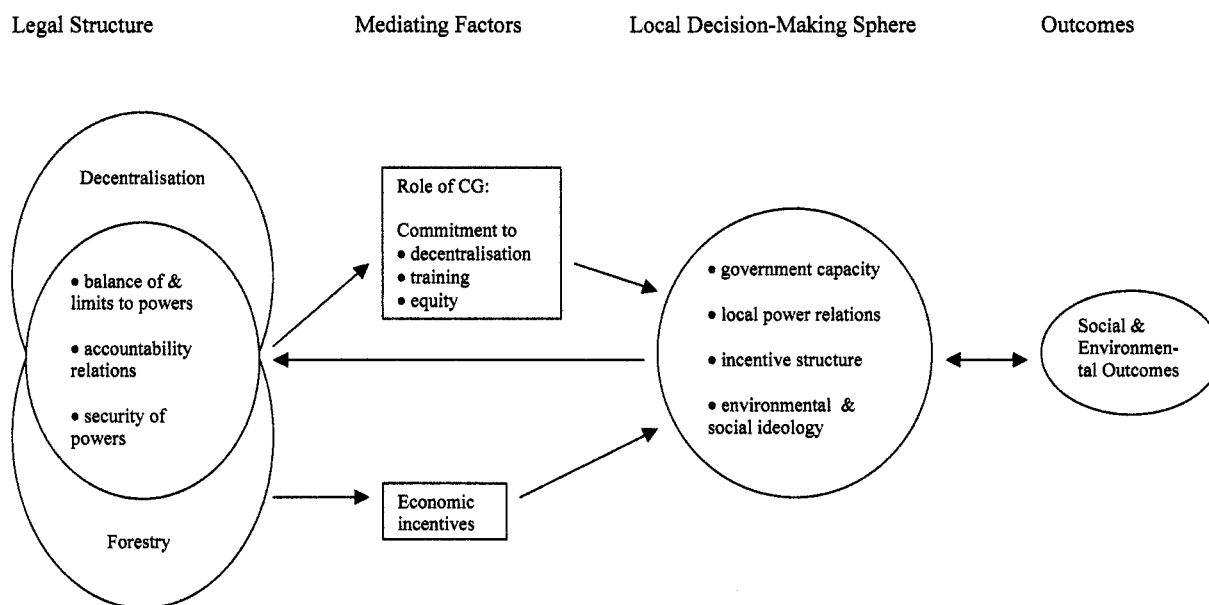 Legal Structure
Mediating Factors
Local Decision-Making Sphere
Outcomes
Decentralisation
• balance of &
limits to powers
• accountability
relations
• security of
powers
Forestry
Role of CG:
Commitment to
• decentralisation
• training
• equity
Economic
incentives
• government capacity
• local power relations
• incentive structure
• environmental &
social ideology
Social &
Environmen-
tal Outcomes